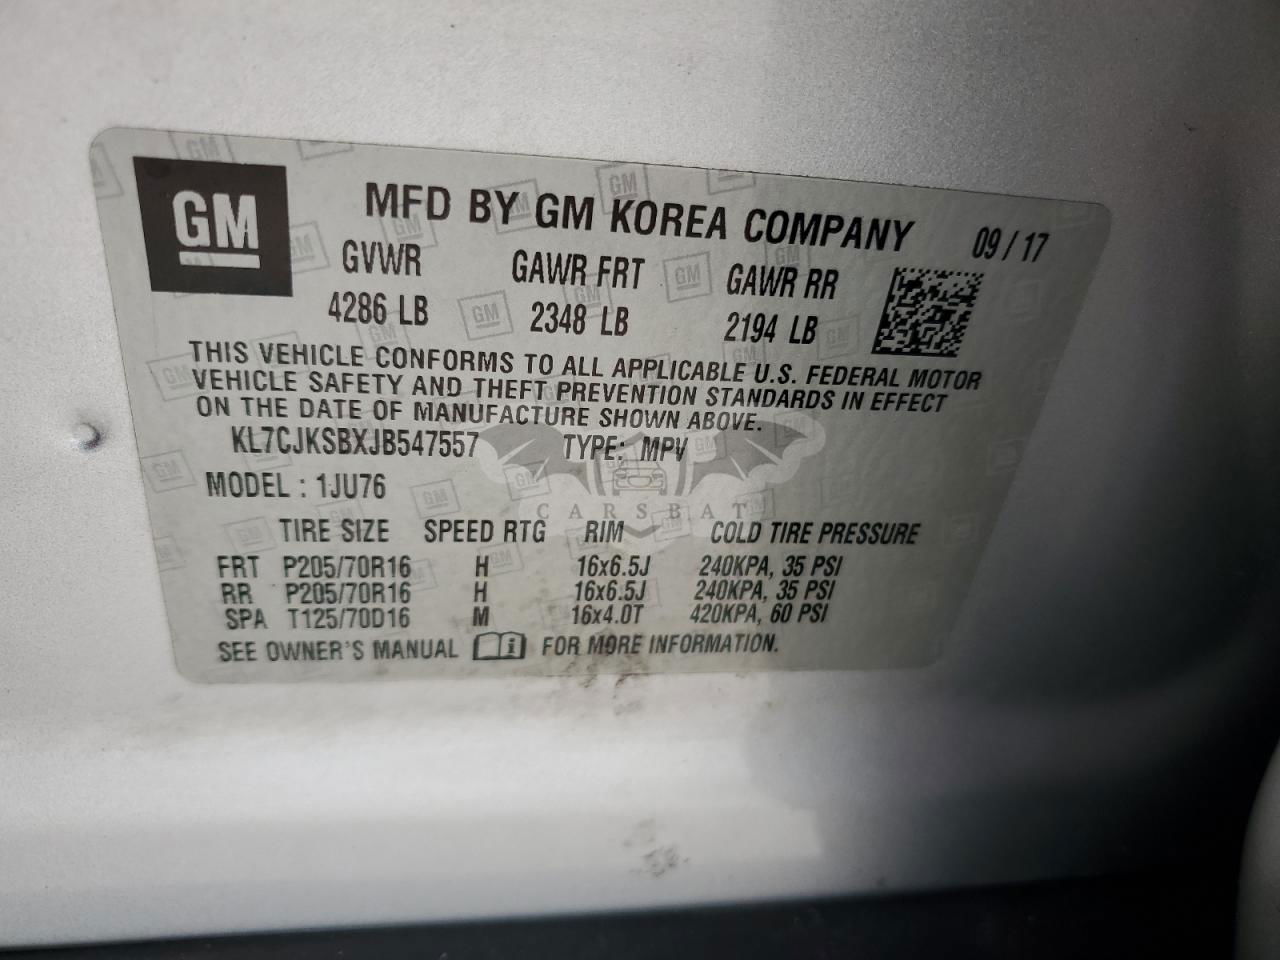 GM
MFD BY GM KOREA COMPANY 09 / 17
GVWR GAWR FRT GAWR RR
4286 LB 2348 LB 2194 LB
THIS VEHICLE CONFORMS TO ALL APPLICABLE U.S. FEDERAL MOTOR
VEHICLE SAFETY AND THEFT PREVENTION STANDARDS IN EFFECT
ON THE DATE OF MANUFACTURE SHOWN ABOVE.
KL7CJKSBXJB547557 TYPE: MPV
MODEL : 1JU76
CARSBAT
TIRE SIZE SPEED RTG RIM COLD TIRE PRESSURE
FRT P205/70R16 H 16x6.5J 240KPA, 35 PSI
RR P205/70R16 H 16x6.5J 240KPA, 35 PSI
SPA T125/70D16 M 16x4.0T 420KPA, 60 PSI
SEE OWNER'S MANUAL i FOR MORE INFORMATION.